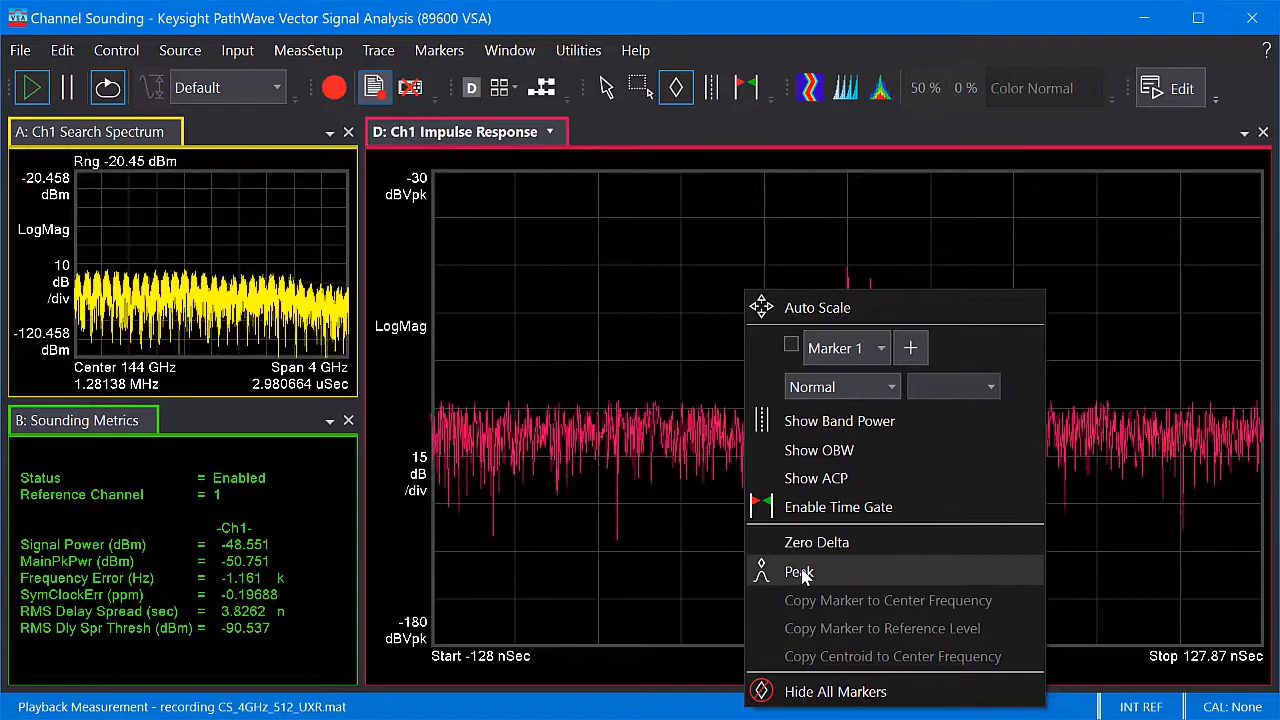 Channel Sounding - Keysight PathWave Vector Signal Analysis (89600 VSA)
File Edit Control Source Input MeasSetup Trace Markers Window Utilities Help ?
Default D 50 % 0 % Color Normal Edit
A: Ch1 Search Spectrum
Rng -20.45 dBm
-20.458
dBm
LogMag
10
dB
/div
-120.458
dBm
Center 144 GHz Span 4 GHz
1.28138 MHz 2.980664 uSec
B: Sounding Metrics
Status = Enabled
Reference Channel = 1
-Ch1-
Signal Power (dBm) = -48.551
MainPkPwr (dBm) = -50.751
Frequency Error (Hz) = -1.161 k
SymClockErr (ppm) = -0.19688
RMS Delay Spread (sec) = 3.8262 n
RMS Dly Spr Thresh (dBm) = -90.537
D: Ch1 Impulse Response
-30
dBVpk
LogMag
15
dB
/div
-180
dBVpk
Start -128 nSec Stop 127.87 nSec
Auto Scale
Marker 1 +
Normal
Show Band Power
Show OBW
Show ACP
Enable Time Gate
Zero Delta
Peak
Copy Marker to Center Frequency
Copy Marker to Reference Level
Copy Centroid to Center Frequency
Hide All Markers
Playback Measurement - recording CS_4GHz_512_UXR.mat INT REF CAL: None